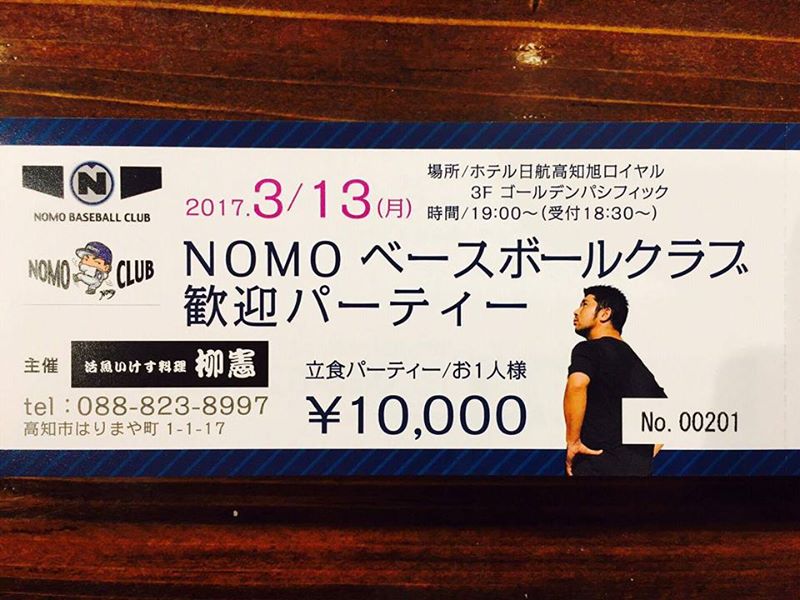 N
NOMO BASEBALL CLUB
NOMO CLUB
2017.3/13(月)
場所/ホテル日航高知旭ロイヤル
3F ゴールデンパシフィック
時間/19:00〜(受付18:30〜)
NOMO ベースボールクラブ
歓迎パーティー
主催
活魚いけす料理 柳憲
tel：088-823-8997
高知市はりまや町 1-1-17
立食パーティー/お1人様
¥10,000
No. 00201